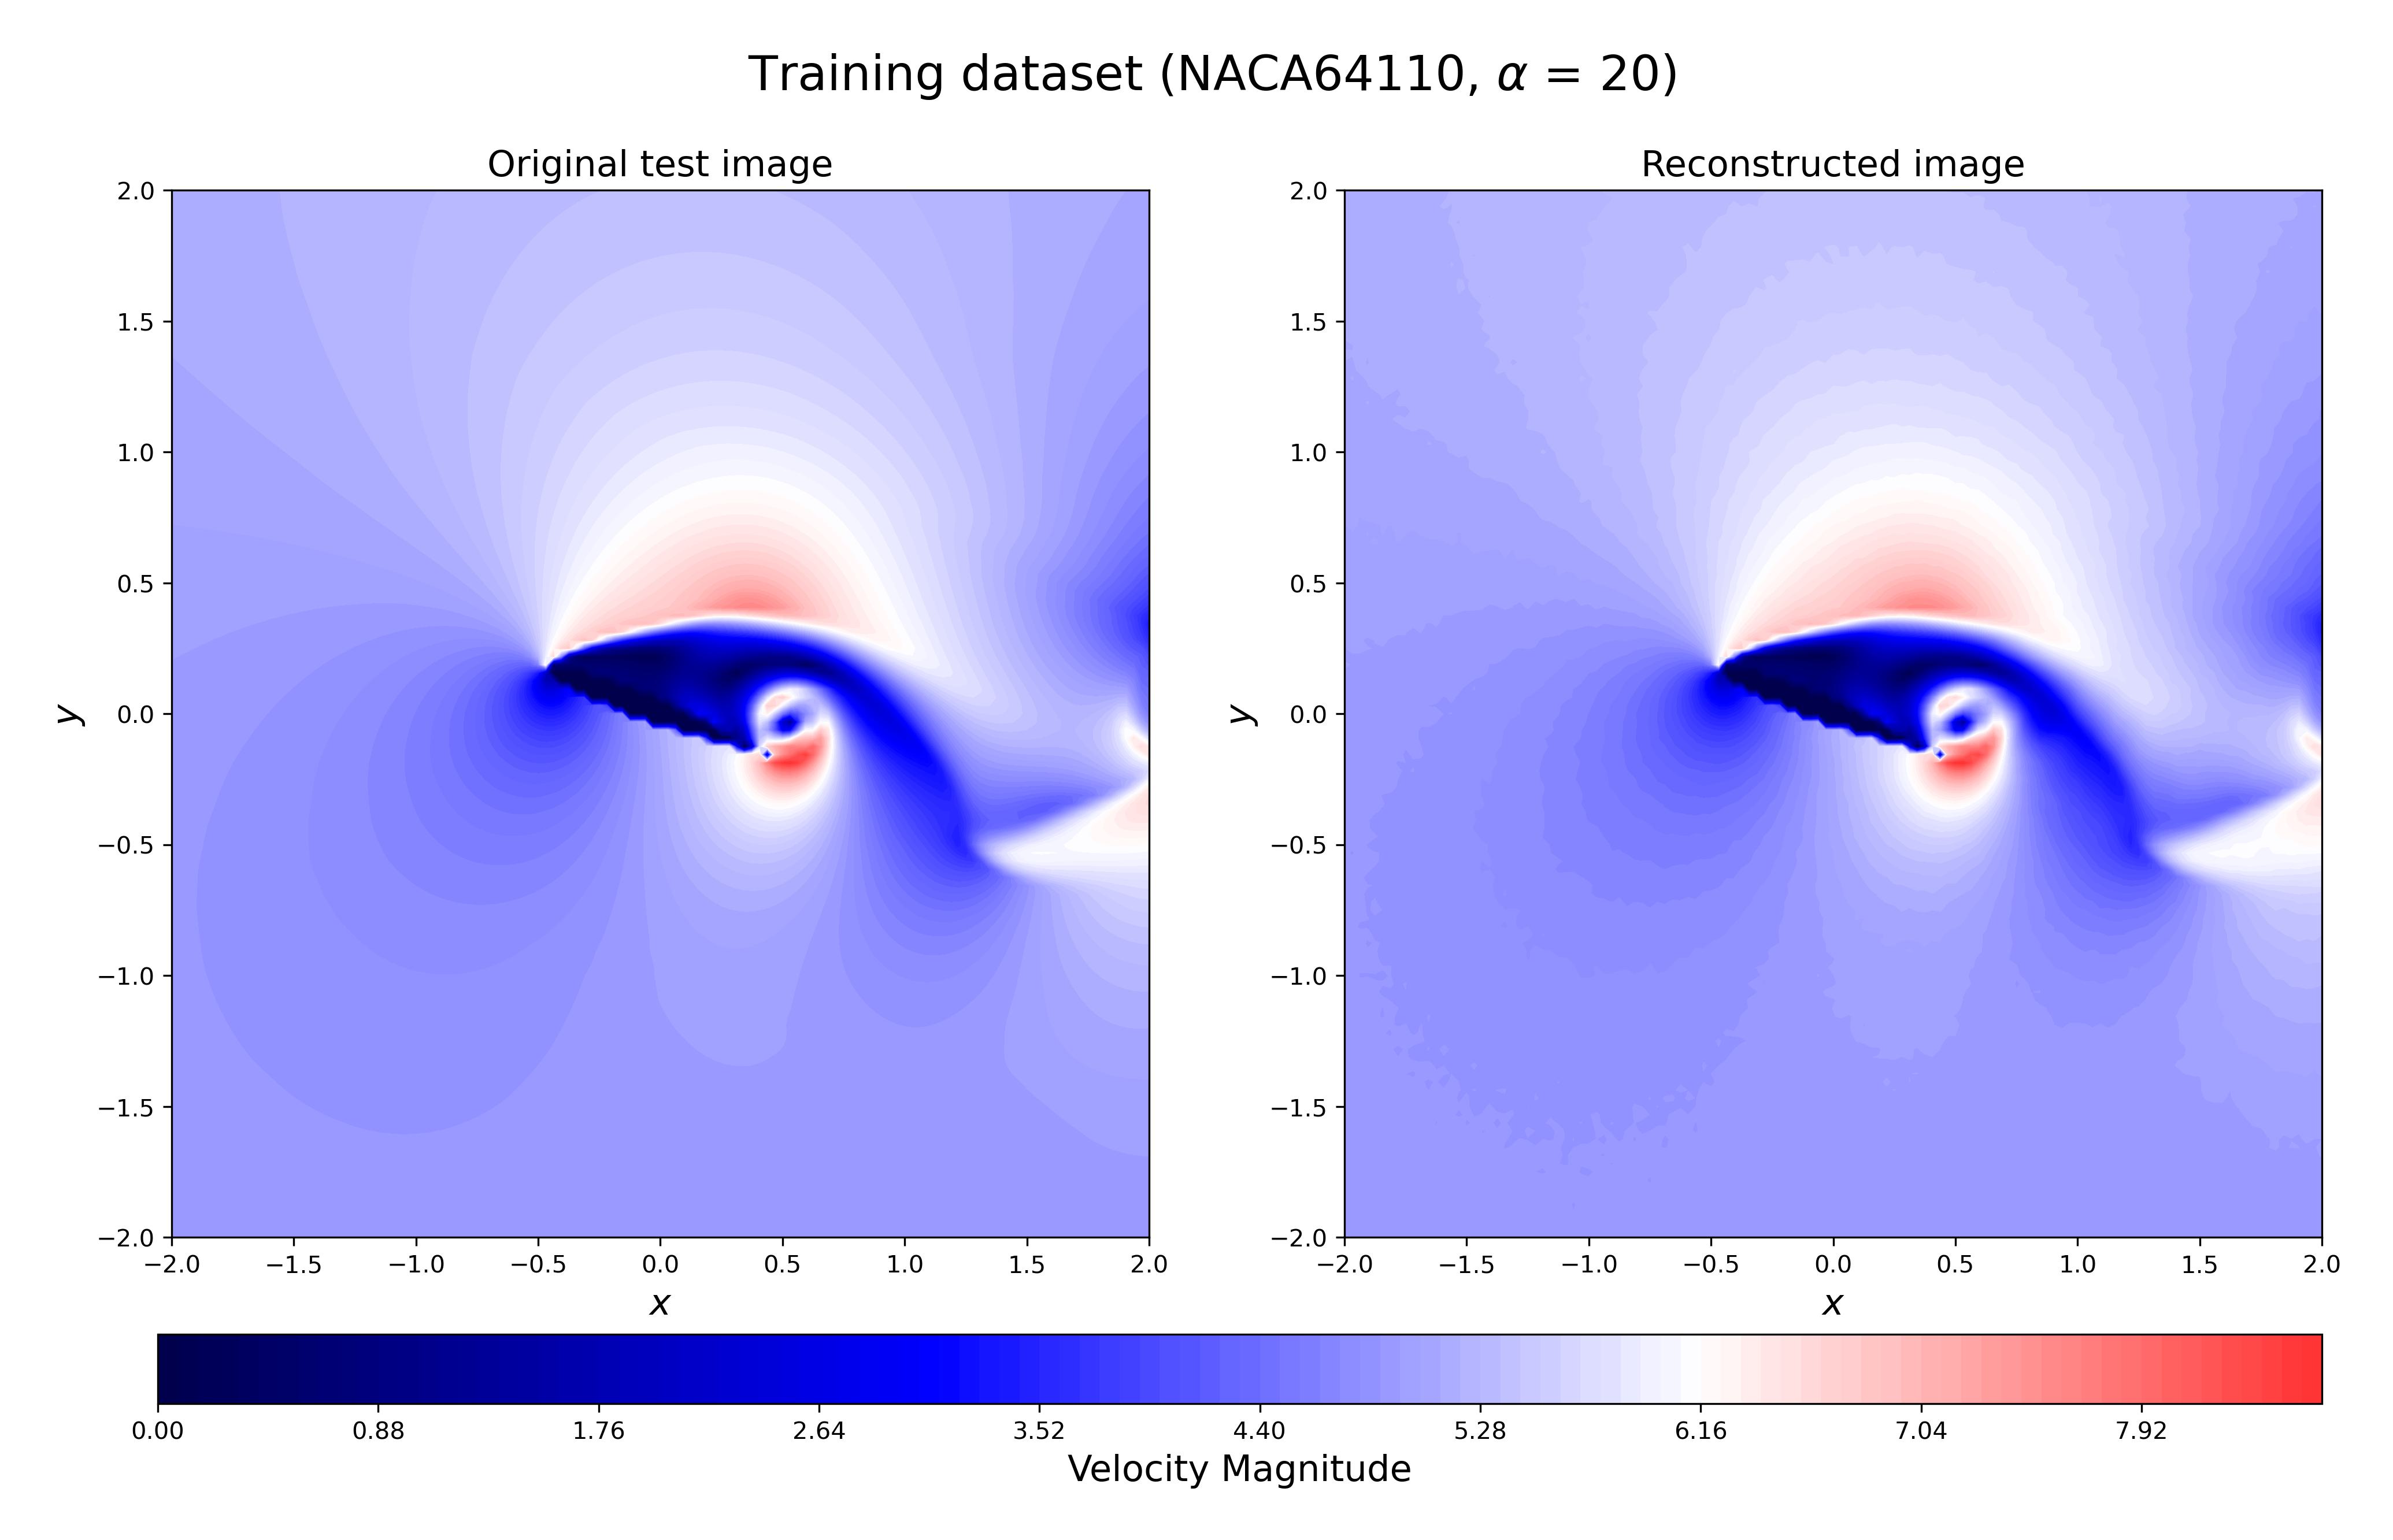 Training dataset (NACA64110, α = 20)
Original test image
Reconstructed image
2.0
1.5
1.0
0.5
0.0
−0.5
−1.0
−1.5
−2.0
y
−2.0 −1.5 −1.0 −0.5 0.0 0.5 1.0 1.5 2.0
x
2.0
1.5
1.0
0.5
0.0
−0.5
−1.0
−1.5
−2.0
y
−2.0 −1.5 −1.0 −0.5 0.0 0.5 1.0 1.5 2.0
x
0.00 0.88 1.76 2.64 3.52 4.40 5.28 6.16 7.04 7.92
Velocity Magnitude